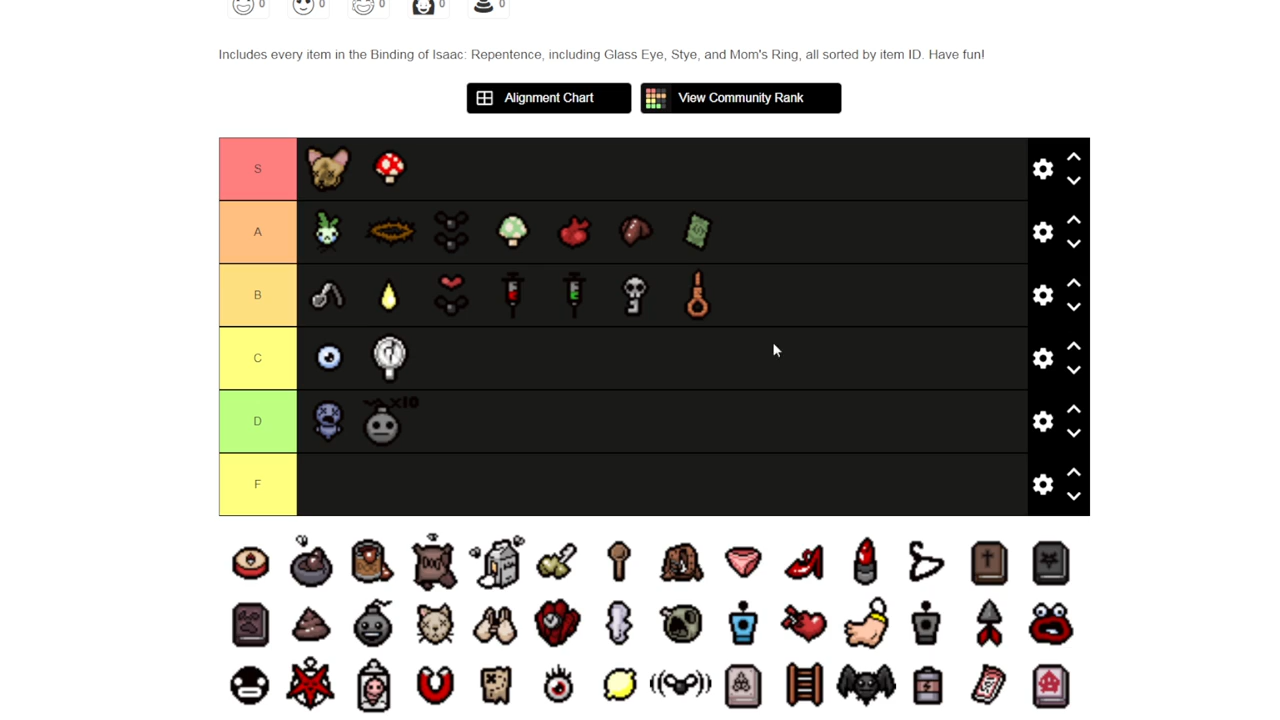 0 0 0 0 0
Includes every item in the Binding of Isaac: Repentence, including Glass Eye, Stye, and Mom's Ring, all sorted by item ID. Have fun!
Alignment Chart View Community Rank
S
A
B
C
D x10
F
DOG